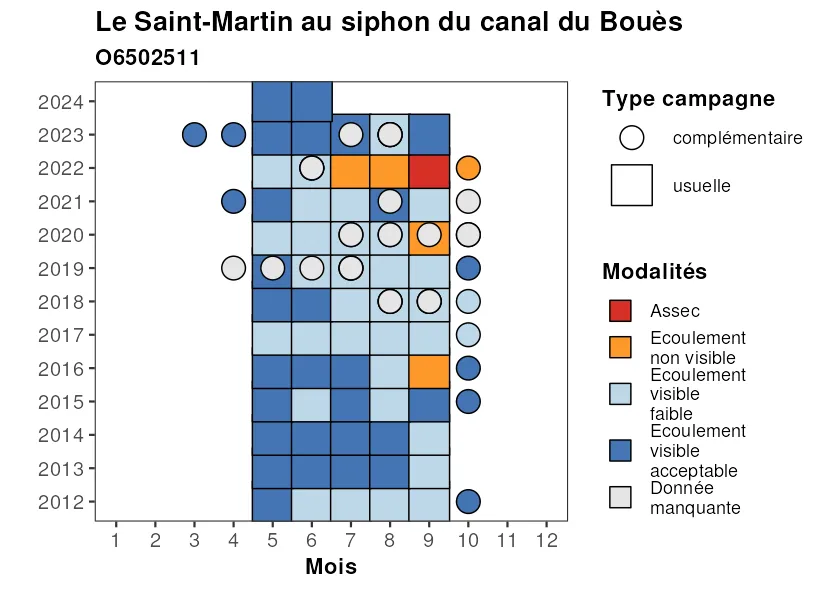 Le Saint-Martin au siphon du canal du Bouès
O6502511
2024
2023
2022
2021
2020
2019
2018
2017
2016
2015
2014
2013
2012
1 2 3 4 5 6 7 8 9 10 11 12
Mois
Type campagne
complémentaire
usuelle
Modalités
Assec
Ecoulement
non visible
Ecoulement
visible
faible
Ecoulement
visible
acceptable
Donnée
manquante